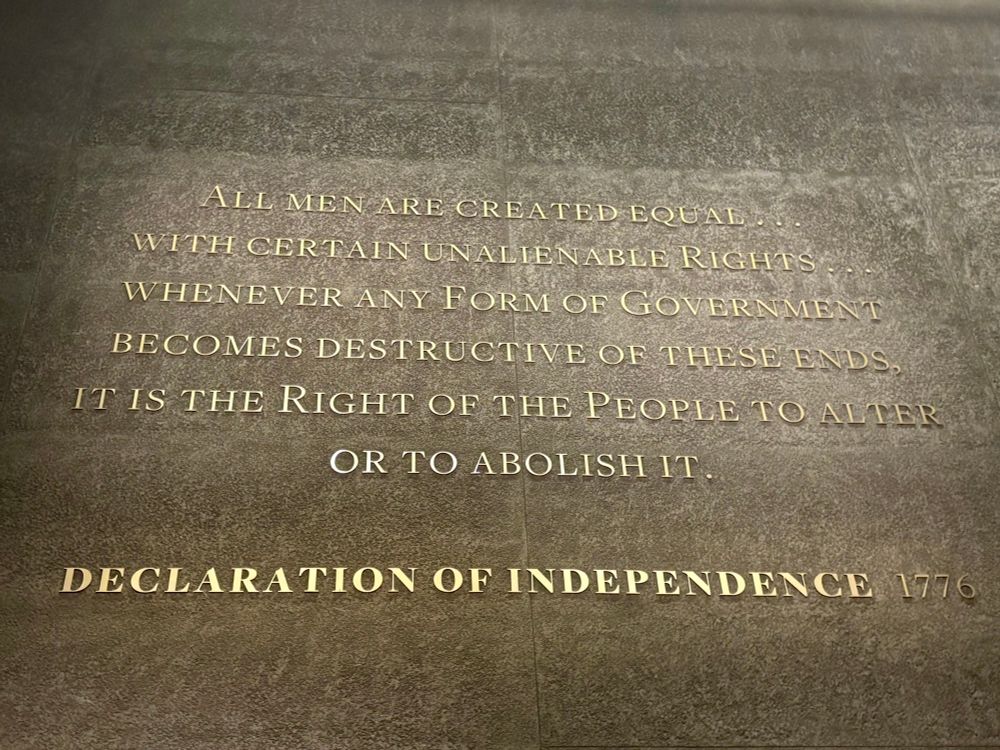 All men are created equal . . .
with certain unalienable Rights . . .
whenever any Form of Government
becomes destructive of these ends,
it is the Right of the People to alter
or to abolish it.
DECLARATION OF INDEPENDENCE 1776